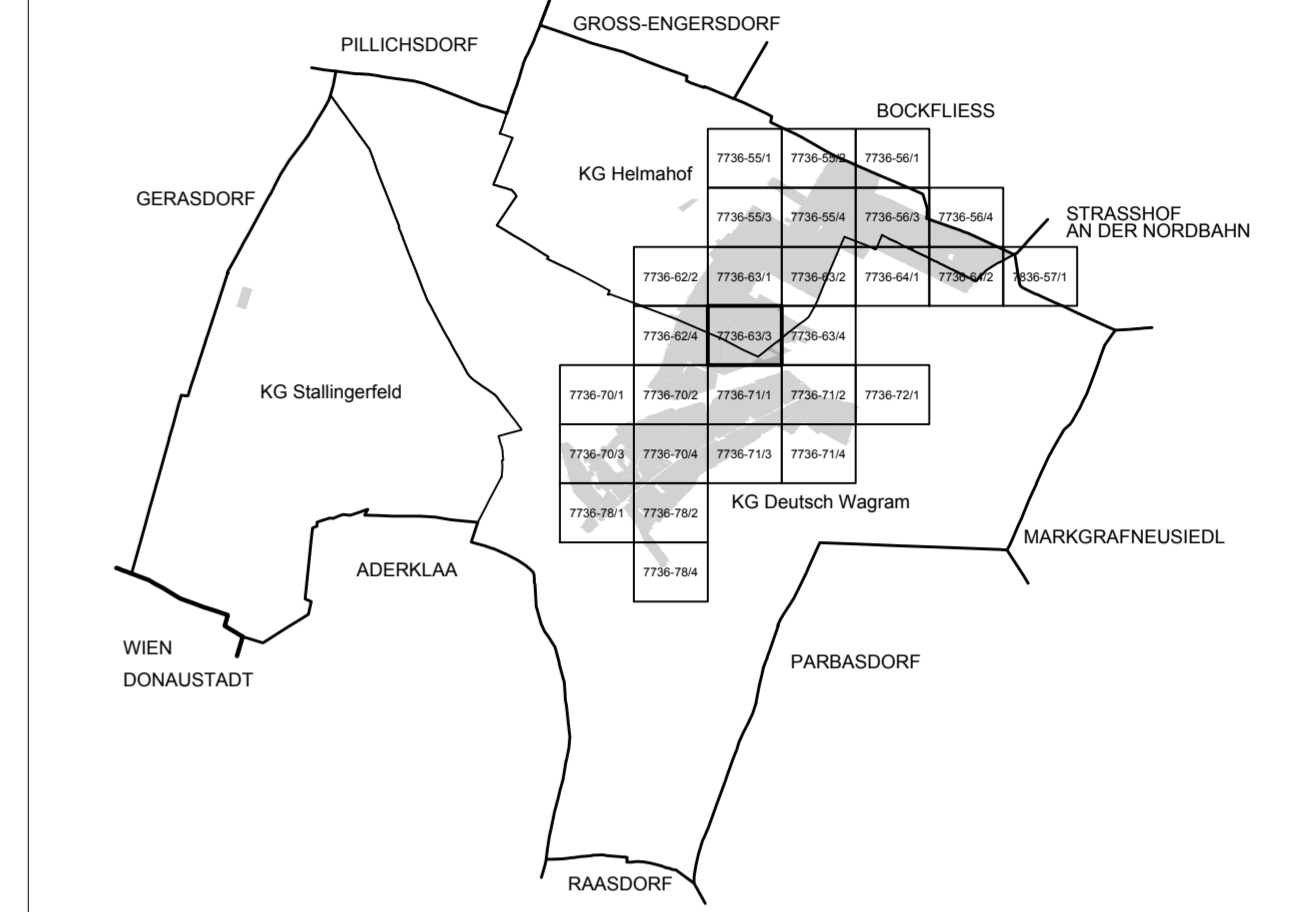 GROSS-ENGERSDORF
PILLICHSDORF
BOCKFLIESS
7736-55/1
7736-55/2
7736-56/1
KG Helmahof
GERASDORF
7736-55/3
7736-55/4
7736-56/3
7736-56/4
STRASSHOF
AN DER NORDBAHN
7736-62/2
7736-63/1
7736-63/2
7736-64/1
7736-64/2
7836-57/1
7736-62/4
7736-63/3
7736-63/4
KG Stallingerfeld
7736-70/1
7736-70/2
7736-71/1
7736-71/2
7736-72/1
7736-70/3
7736-70/4
7736-71/3
7736-71/4
KG Deutsch Wagram
7736-78/1
7736-78/2
MARKGRAFNEUSIEDL
ADERKLAA
7736-78/4
WIEN
DONAUSTADT
PARBASDORF
RAASDORF